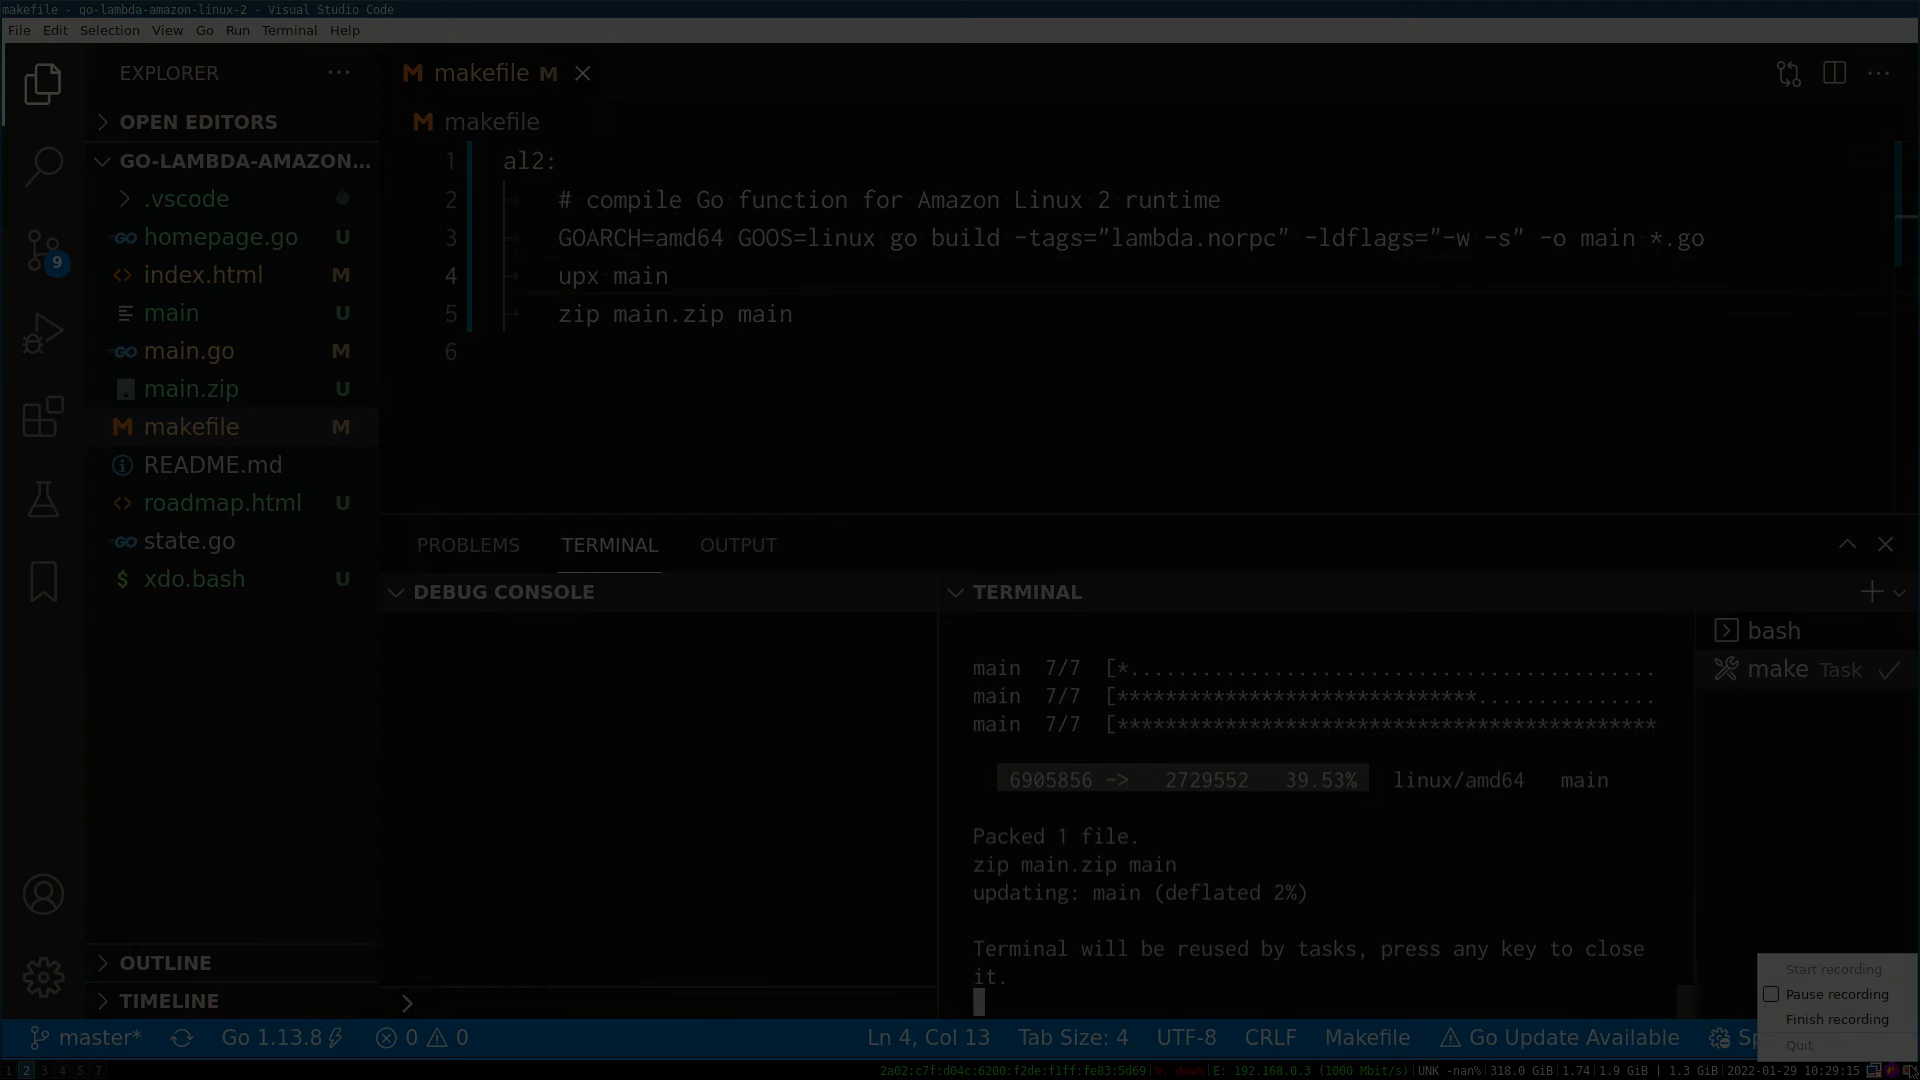 makefile - go-lambda-amazon-linux-2 - Visual Studio Code
File Edit Selection View Go Run Terminal Help
EXPLORER
OPEN EDITORS
GO-LAMBDA-AMAZON...
.vscode
homepage.go U
index.html M
main U
main.go M
main.zip U
makefile M
README.md
roadmap.html U
state.go
xdo.bash U
OUTLINE
TIMELINE
9
makefile M
makefile
1 al2:
2 # compile Go function for Amazon Linux 2 runtime
3 GOARCH=amd64 GOOS=linux go build -tags="lambda.norpc" -ldflags="-w -s" -o main *.go
4 upx main
5 zip main.zip main
6
PROBLEMS TERMINAL OUTPUT
DEBUG CONSOLE
TERMINAL
main 7/7 [*............................................
main 7/7 [******************************...............
main 7/7 [*********************************************
6905856 -> 2729552 39.53% linux/amd64 main
Packed 1 file.
zip main.zip main
updating: main (deflated 2%)
Terminal will be reused by tasks, press any key to close
it.
bash
make Task
Start recording
Pause recording
Finish recording
Quit
master* Go 1.13.8 0 0 Ln 4, Col 13 Tab Size: 4 UTF-8 CRLF Makefile Go Update Available Sp
1 2 3 4 5 7 2a02:c7f:d04c:6200:f2de:f1ff:fe83:5d69 | W: down | E: 192.168.0.3 (1000 Mbit/s) | UNK -nan% | 318.0 GiB | 1.74 | 1.9 GiB | 1.3 GiB | 2022-01-29 10:29:15